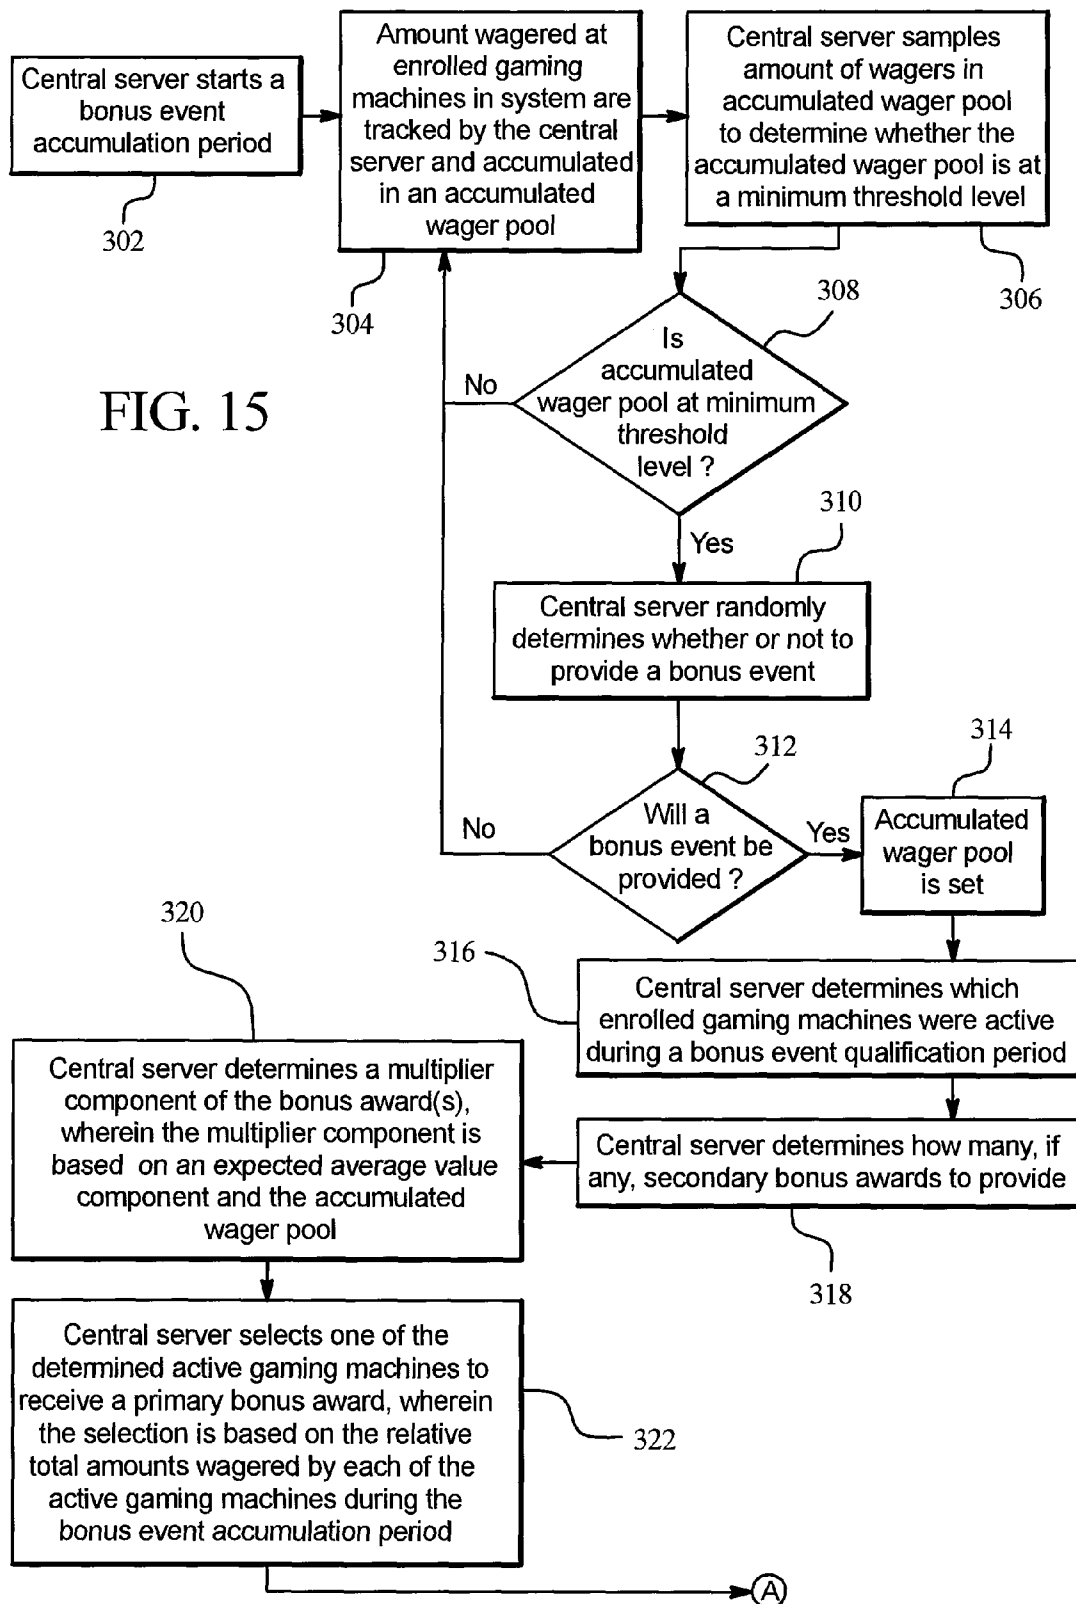 Central server starts a
bonus event
accumulation period
302
Amount wagered at
enrolled gaming
machines in system are
tracked by the central
server and accumulated
in an accumulated
wager pool
304
Central server samples
amount of wagers in
accumulated wager pool
to determine whether the
accumulated wager pool is at
a minimum threshold level
306
FIG. 15
308
Is
accumulated
wager pool at minimum
threshold
level ?
No
Yes
310
Central server randomly
determines whether or not to
provide a bonus event
312
Will a
bonus event be
provided ?
No
Yes
314
Accumulated
wager pool
is set
316
Central server determines which
enrolled gaming machines were active
during a bonus event qualification period
Central server determines how many, if
any, secondary bonus awards to provide
318
320
Central server determines a multiplier
component of the bonus award(s),
wherein the multiplier component is
based on an expected average value
component and the accumulated
wager pool
Central server selects one of the
determined active gaming machines to
receive a primary bonus award, wherein
the selection is based on the relative
total amounts wagered by each of the
active gaming machines during the
bonus event accumulation period
322
A